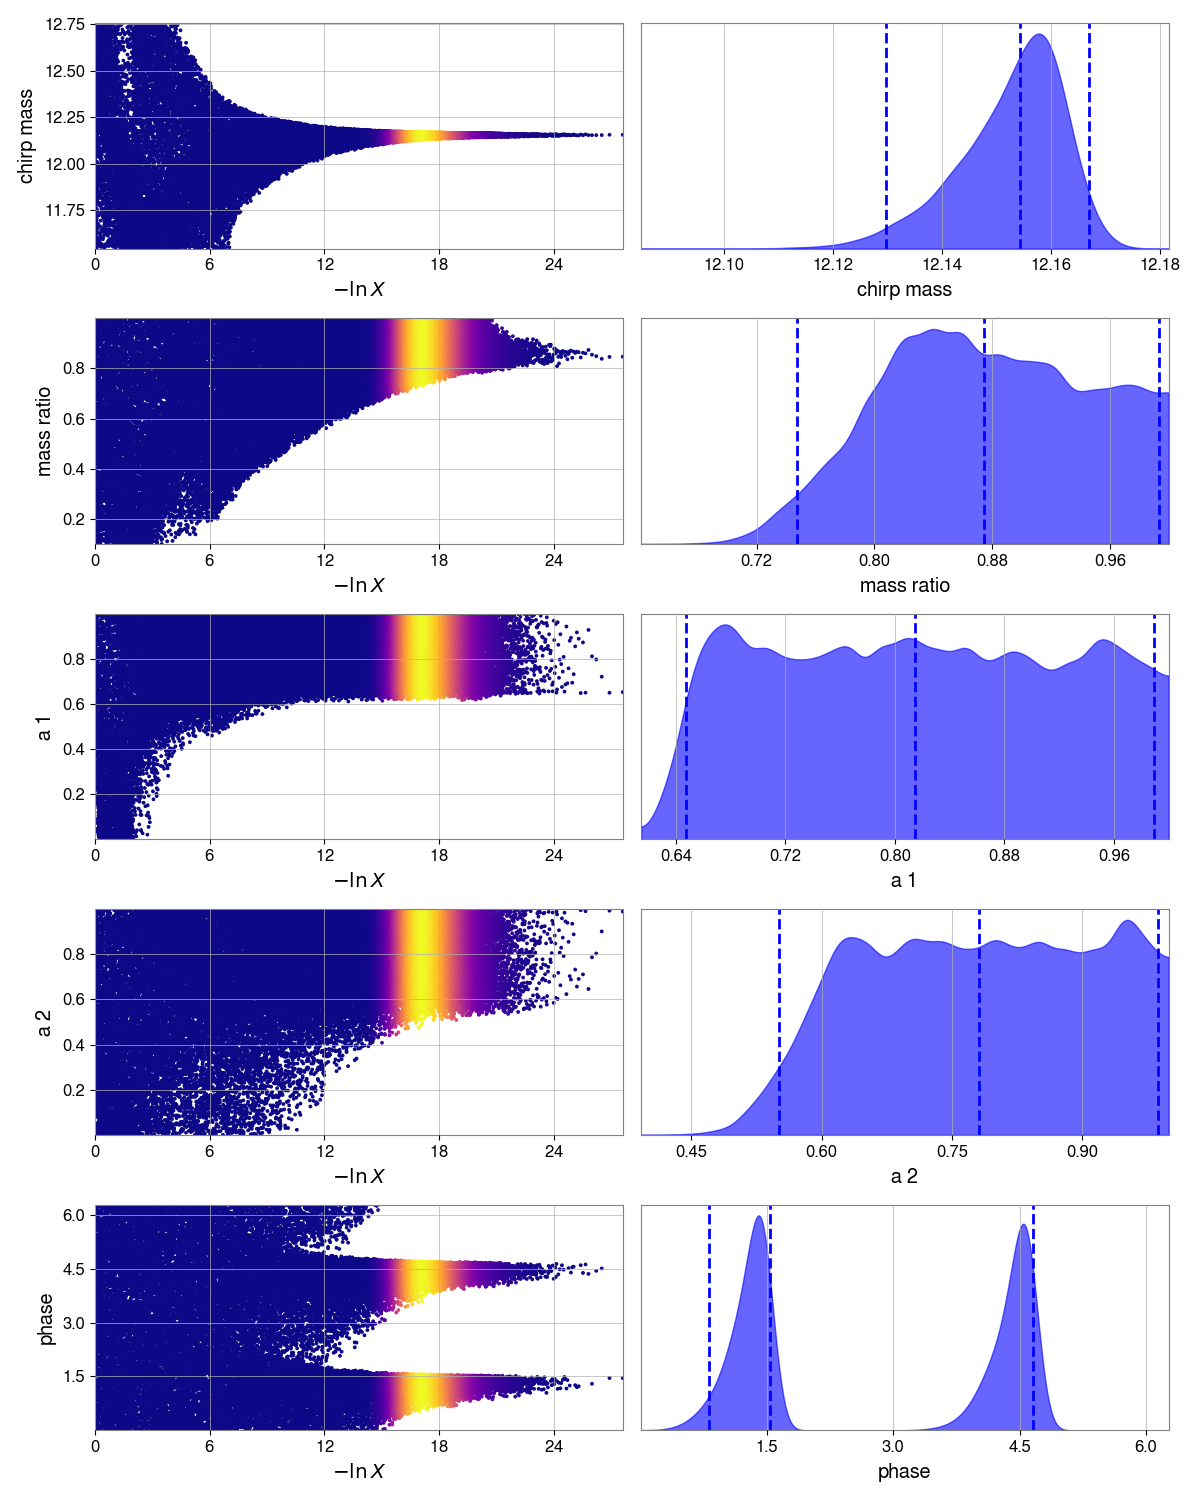 12.75
12.50
12.25
12.00
11.75
chirp mass
0 6 12 18 24
−ln X
12.10 12.12 12.14 12.16 12.18
chirp mass
0.8
0.6
0.4
0.2
mass ratio
0 6 12 18 24
−ln X
0.72 0.80 0.88 0.96
mass ratio
0.8
0.6
0.4
0.2
a 1
0 6 12 18 24
−ln X
0.64 0.72 0.80 0.88 0.96
a 1
0.8
0.6
0.4
0.2
a 2
0 6 12 18 24
−ln X
0.45 0.60 0.75 0.90
a 2
6.0
4.5
3.0
1.5
phase
0 6 12 18 24
−ln X
1.5 3.0 4.5 6.0
phase